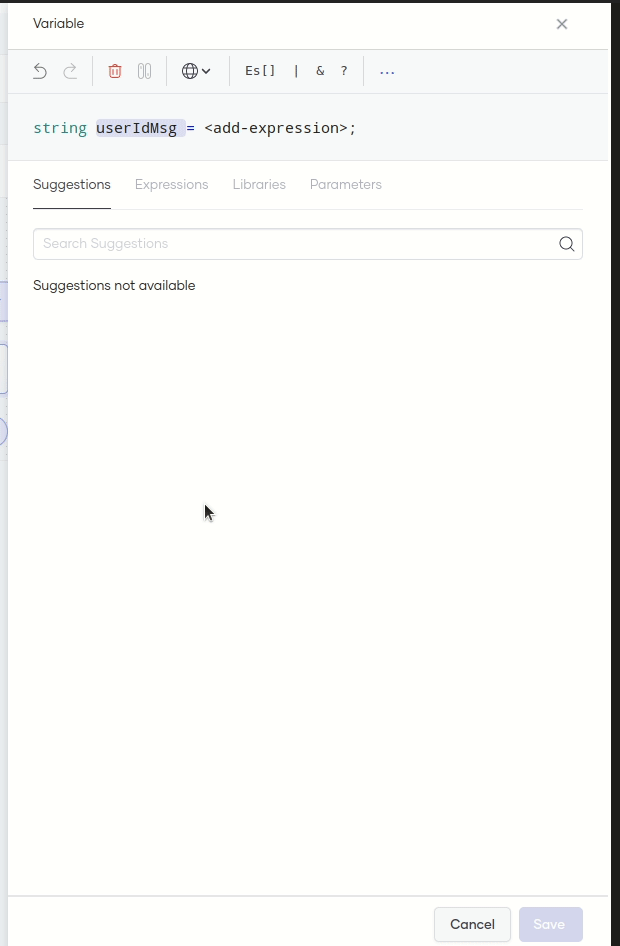 Variable
Es[] | & ? ...
string userIdMsg = <add-expression>;
Suggestions Expressions Libraries Parameters
Search Suggestions
Suggestions not available
Cancel Save